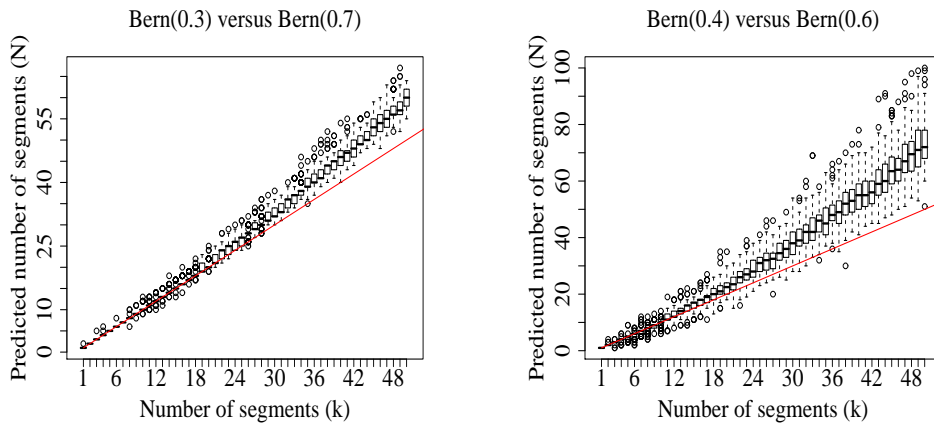 Bern(0.3) versus Bern(0.7)
Predicted number of segments (N)
0 10 25 40 55
1 6 12 18 24 30 36 42 48
Number of segments (k)
Bern(0.4) versus Bern(0.6)
Predicted number of segments (N)
0 20 40 60 80 100
1 6 12 18 24 30 36 42 48
Number of segments (k)